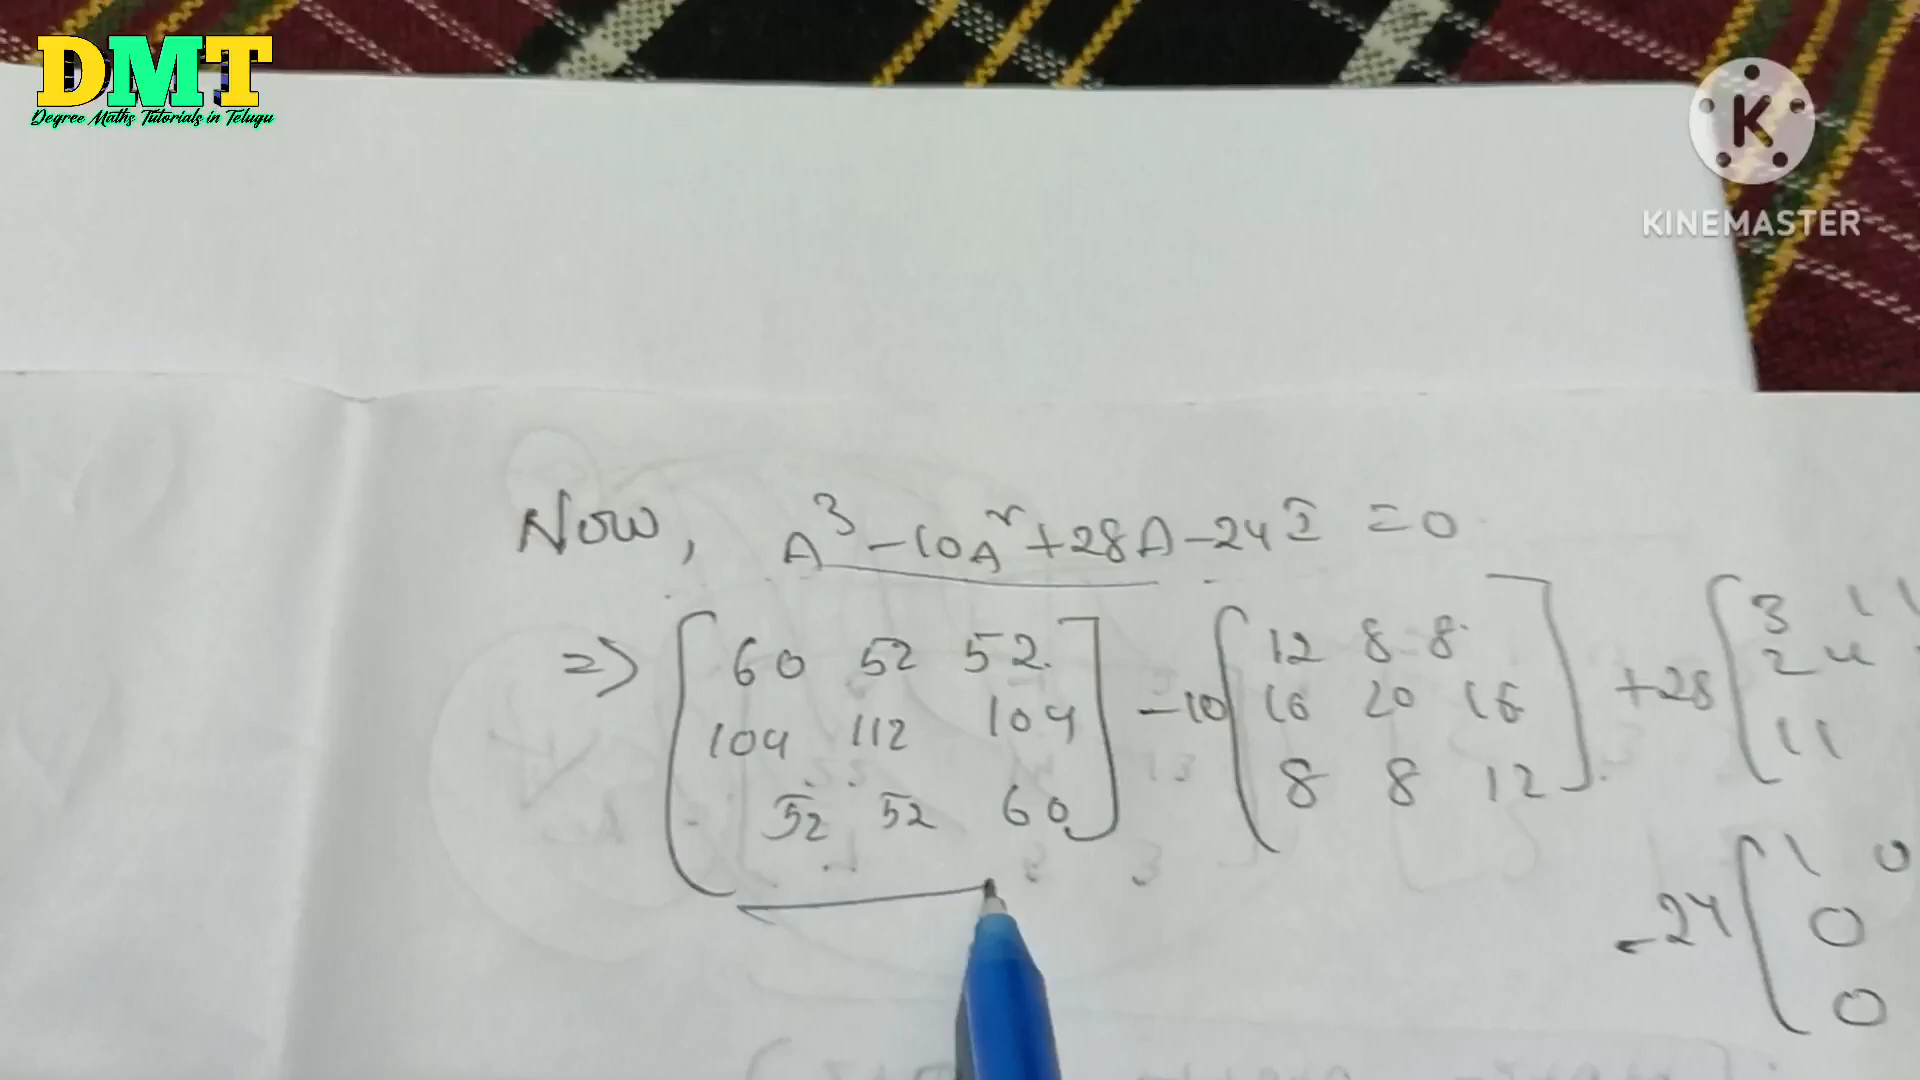 DMT
Degree Maths Tutorials in Telugu
K
KINEMASTER
Now, A³ - 10A² + 28A - 24I = 0
=> [60 52 52] - 10 [12 8 8] + 28 [3 1 1
104 112 104 16 20 16 2 4
52 52 60 8 8 12 1 1
- 24 [1 0
0
0